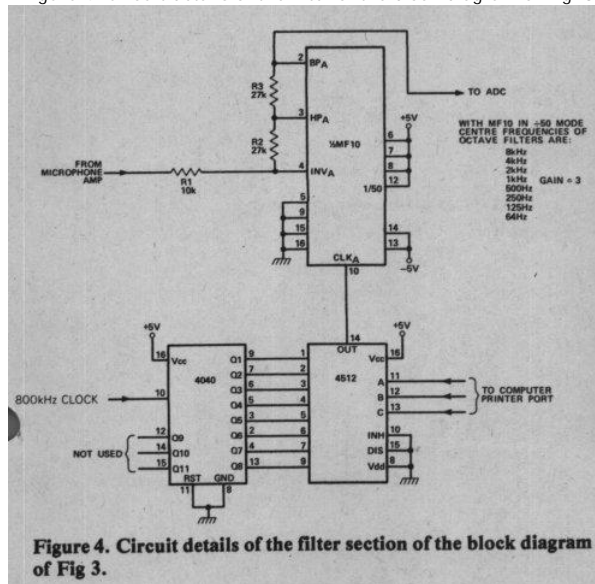 2 BPA
R3
27k
3 HPA
R2
27k
4 INVA
½MF10
TO ADC
+5V
6
7
8
12
1/50
FROM
MICROPHONE
AMP
R1
10k
5
9
15
16
14
13
-5V
CLKA
10
WITH MF10 IN ÷50 MODE
CENTRE FREQUENCIES OF
OCTAVE FILTERS ARE:
8kHz
4kHz
2kHz
1kHz GAIN ÷ 3
500Hz
250Hz
125Hz
64Hz
+5V
16 Vcc
4040
800kHz CLOCK
10
NOT USED
12 Q9
14 Q10
15 Q11
RST GND
11 8
Q1 9 1
Q2 7 2
Q3 6 3
Q4 5 4
Q5 3 5
Q6 2 6
Q7 4 7
Q8 13 9
14
OUT
4512
+5V
Vcc 16
A 11
B 12
C 13
TO COMPUTER
PRINTER PORT
INH 10
DIS 15
Vdd 8
Figure 4. Circuit details of the filter section of the block diagram
of Fig 3.